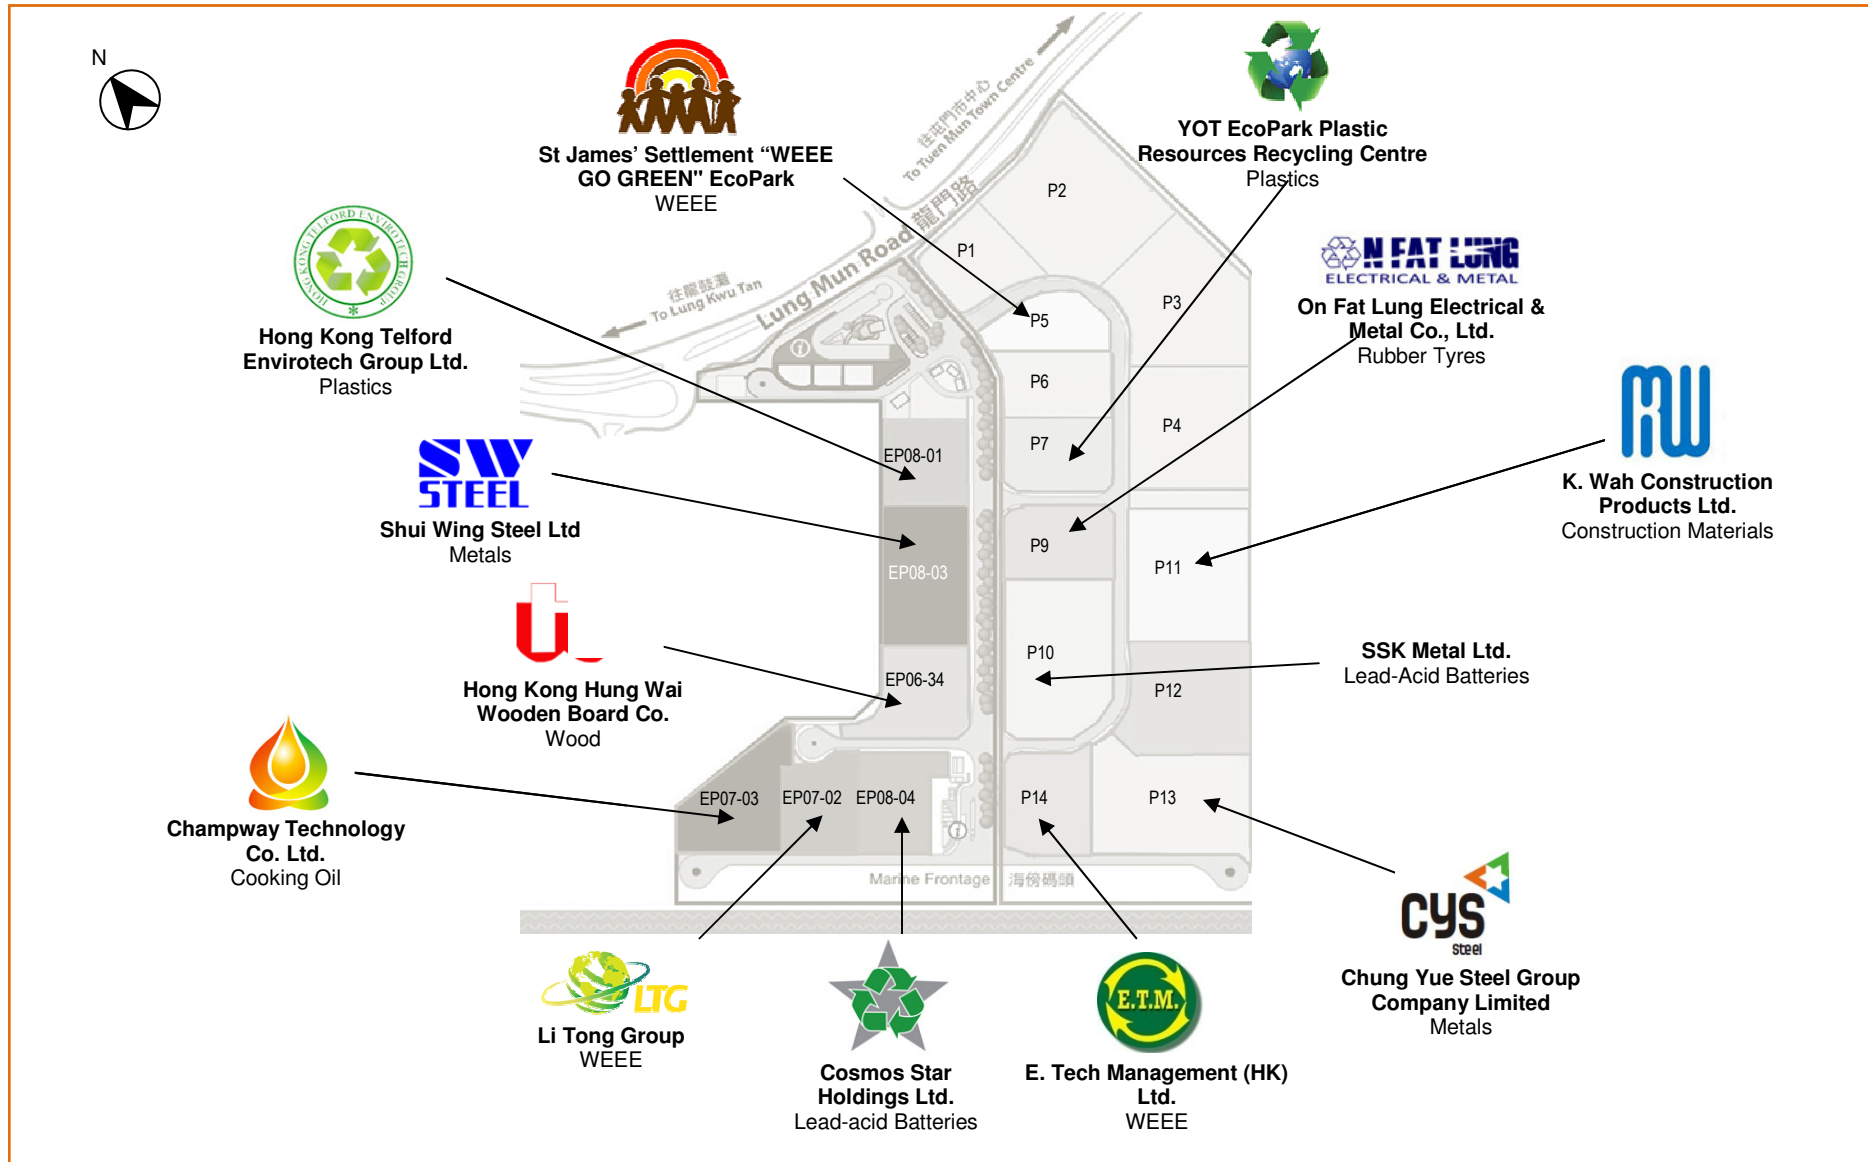 N
往屯門市中心
To Tuen Mun Town Centre
St James’ Settlement “WEEE
GO GREEN" EcoPark
WEEE
YOT EcoPark Plastic
Resources Recycling Centre
Plastics
HONG KONG TELFORD ENVIROTECH GROUP
Hong Kong Telford
Envirotech Group Ltd.
Plastics
往龍鼓灘
To Lung Kwu Tan
Lung Mun Road 龍門路
N FAT LUNG
ELECTRICAL & METAL
On Fat Lung Electrical &
Metal Co., Ltd.
Rubber Tyres
P1
P2
P3
P4
P5
P6
P7
P9
P10
P11
P12
P13
P14
EP08-01
EP08-03
EP06-34
EP07-03
EP07-02
EP08-04
SW
STEEL
Shui Wing Steel Ltd
Metals
K. Wah Construction
Products Ltd.
Construction Materials
Hong Kong Hung Wai
Wooden Board Co.
Wood
SSK Metal Ltd.
Lead-Acid Batteries
Champway Technology
Co. Ltd.
Cooking Oil
Marine Frontage 海傍碼頭
LTG
Li Tong Group
WEEE
Cosmos Star
Holdings Ltd.
Lead-acid Batteries
E.T.M.
E. Tech Management (HK)
Ltd.
WEEE
CYS
Steel
Chung Yue Steel Group
Company Limited
Metals